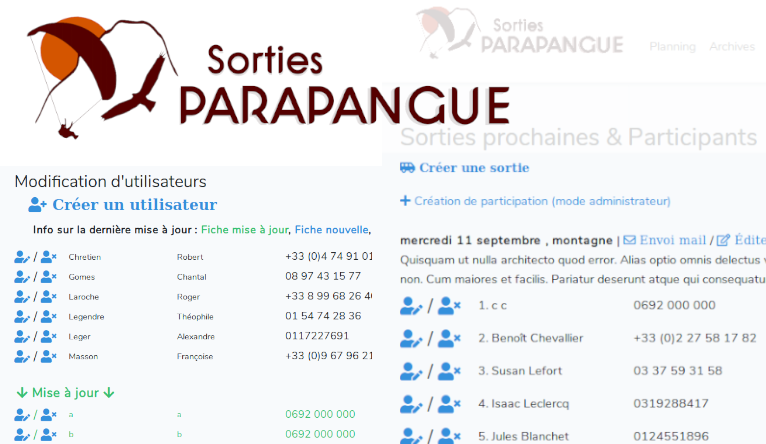 Sorties
PARAPANGUE
Modification d'utilisateurs
Créer un utilisateur
Info sur la dernière mise à jour : Fiche mise à jour, Fiche nouvelle,
/ Chretien Robert +33 (0)4 74 91 01
/ Gomes Chantal 08 97 43 15 77
/ Laroche Roger +33 8 99 68 26 4
/ Legendre Théophile 01 54 74 28 36
/ Leger Alexandre 0117227691
/ Masson Françoise +33 (0)9 67 96 21
Mise à jour
/ a a 0692 000 000
/ b b 0692 000 000
Sorties
PARAPANGUE
Planning Archives
Sorties prochaines & Participants
Créer une sortie
Création de participation (mode administrateur)
mercredi 11 septembre , montagne | Envoi mail / Édite
Quisquam ut nulla architecto quod error. Alias optio omnis delectus v
non. Cum maiores et facilis. Pariatur deserunt atque qui consequatu
/ 1. c c 0692 000 000
/ 2. Benoît Chevallier +33 (0)2 27 58 17 82
/ 3. Susan Lefort 03 37 59 31 58
/ 4. Isaac Leclercq 0319288417
/ 5. Jules Blanchet 0124551896